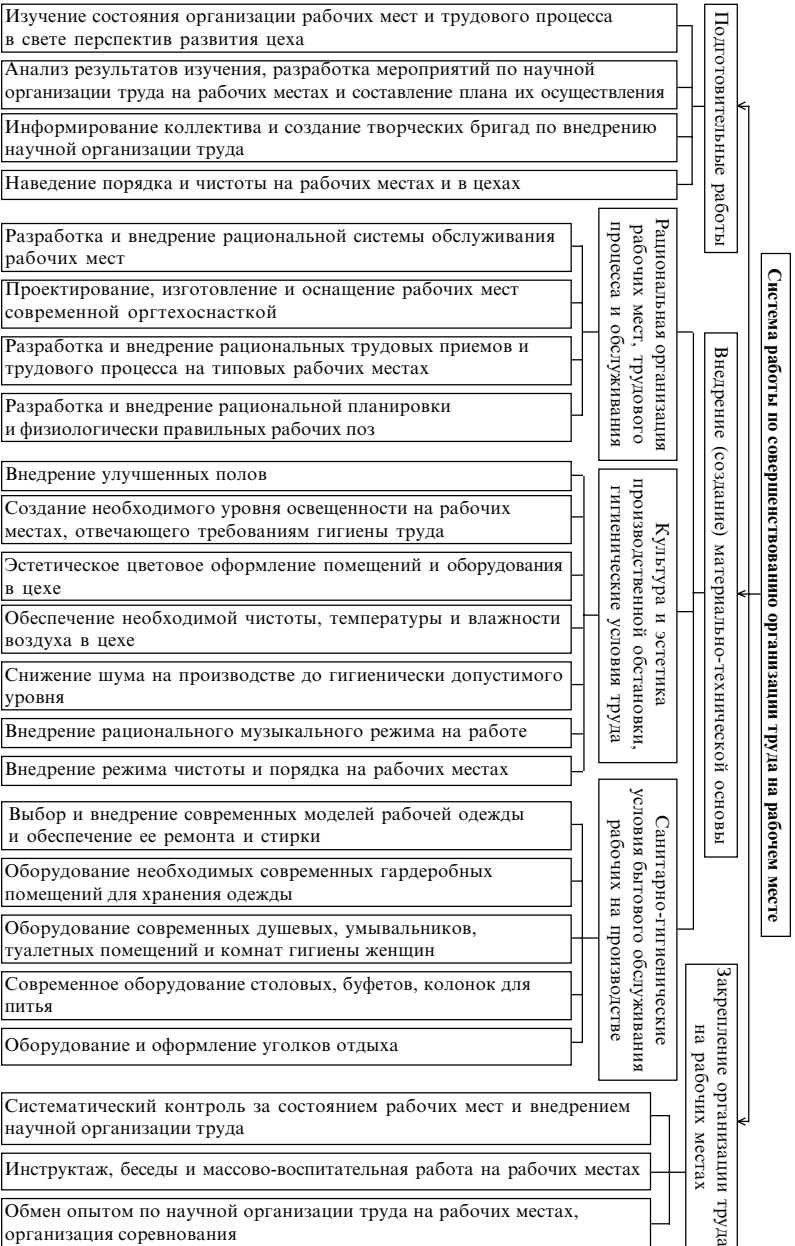 Система работы по совершенствованию организации труда на рабочем месте
Подготовительные работы
Изучение состояния организации рабочих мест и трудового процесса
в свете перспектив развития цеха
Анализ результатов изучения, разработка мероприятий по научной
организации труда на рабочих местах и составление плана их осуществления
Информирование коллектива и создание творческих бригад по внедрению
научной организации труда
Наведение порядка и чистоты на рабочих местах и в цехах
Внедрение (создание) материально-технической основы
Рациональная организация
рабочих мест, трудового
процесса и обслуживания
Разработка и внедрение рациональной системы обслуживания
рабочих мест
Проектирование, изготовление и оснащение рабочих мест
современной оргтехоснасткой
Разработка и внедрение рациональных трудовых приемов и
трудового процесса на типовых рабочих местах
Разработка и внедрение рациональной планировки
и физиологически правильных рабочих поз
Культура и эстетика
производственной обстановки,
гигиенические условия труда
Внедрение улучшенных полов
Создание необходимого уровня освещенности на рабочих
местах, отвечающего требованиям гигиены труда
Эстетическое цветовое оформление помещений и оборудования
в цехе
Обеспечение необходимой чистоты, температуры и влажности
воздуха в цехе
Снижение шума на производстве до гигиенически допустимого
уровня
Внедрение рационального музыкального режима на работе
Внедрение режима чистоты и порядка на рабочих местах
Санитарно-гигиенические
условия бытового обслуживания
рабочих на производстве
Выбор и внедрение современных моделей рабочей одежды
и обеспечение ее ремонта и стирки
Оборудование необходимых современных гардеробных
помещений для хранения одежды
Оборудование современных душевых, умывальников,
туалетных помещений и комнат гигиены женщин
Современное оборудование столовых, буфетов, колонок для
питья
Оборудование и оформление уголков отдыха
Закрепление организации труда
на рабочих местах
Систематический контроль за состоянием рабочих мест и внедрением
научной организации труда
Инструктаж, беседы и массово-воспитательная работа на рабочих местах
Обмен опытом по научной организации труда на рабочих местах,
организация соревнования